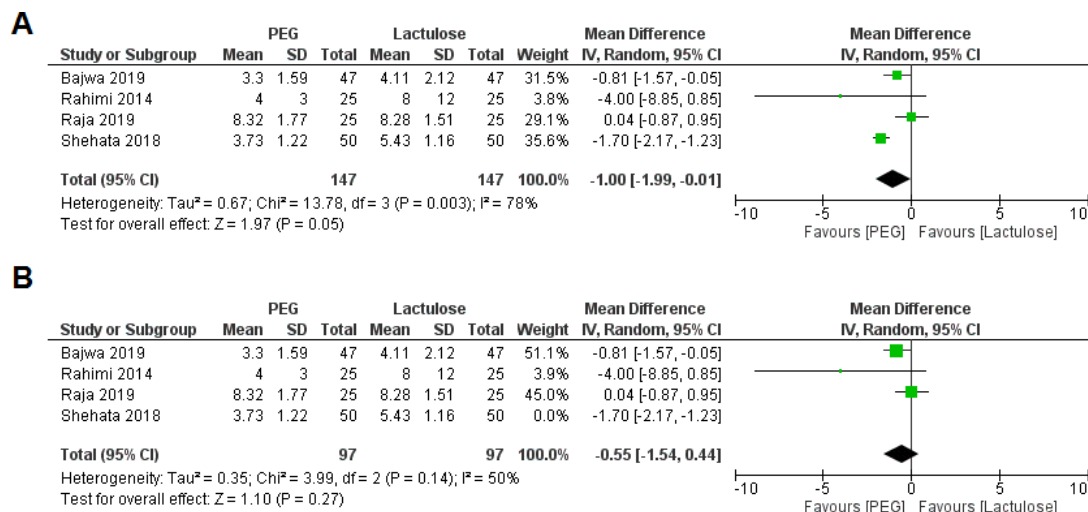 A
PEG Lactulose Mean Difference Mean Difference
Study or Subgroup Mean SD Total Mean SD Total Weight IV, Random, 95% CI IV, Random, 95% CI
Bajwa 2019 3.3 1.59 47 4.11 2.12 47 31.5% -0.81 [-1.57, -0.05]
Rahimi 2014 4 3 25 8 12 25 3.8% -4.00 [-8.85, 0.85]
Raja 2019 8.32 1.77 25 8.28 1.51 25 29.1% 0.04 [-0.87, 0.95]
Shehata 2018 3.73 1.22 50 5.43 1.16 50 35.6% -1.70 [-2.17, -1.23]
Total (95% CI) 147 147 100.0% -1.00 [-1.99, -0.01]
Heterogeneity: Tau² = 0.67; Chi² = 13.78, df = 3 (P = 0.003); I² = 78%
Test for overall effect: Z = 1.97 (P = 0.05)
-10 -5 0 5 10
Favours [PEG] Favours [Lactulose]
B
PEG Lactulose Mean Difference Mean Difference
Study or Subgroup Mean SD Total Mean SD Total Weight IV, Random, 95% CI IV, Random, 95% CI
Bajwa 2019 3.3 1.59 47 4.11 2.12 47 51.1% -0.81 [-1.57, -0.05]
Rahimi 2014 4 3 25 8 12 25 3.9% -4.00 [-8.85, 0.85]
Raja 2019 8.32 1.77 25 8.28 1.51 25 45.0% 0.04 [-0.87, 0.95]
Shehata 2018 3.73 1.22 50 5.43 1.16 50 0.0% -1.70 [-2.17, -1.23]
Total (95% CI) 97 97 100.0% -0.55 [-1.54, 0.44]
Heterogeneity: Tau² = 0.35; Chi² = 3.99, df = 2 (P = 0.14); I² = 50%
Test for overall effect: Z = 1.10 (P = 0.27)
-10 -5 0 5 10
Favours [PEG] Favours [Lactulose]